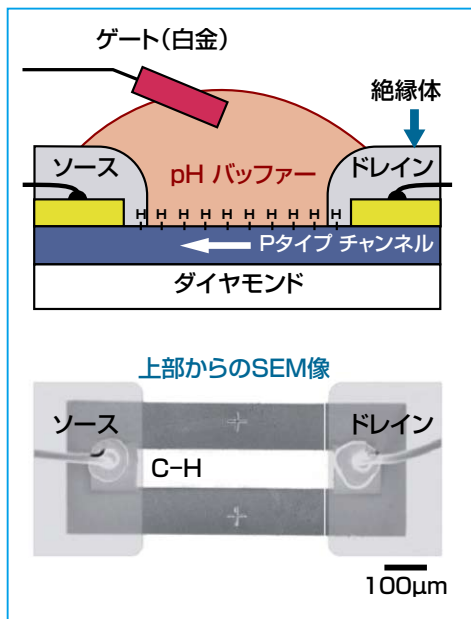 ゲート(白金)
絶縁体
ソース
pH バッファー
ドレイン
H H H H H H H H H H
Pタイプ チャンネル
ダイヤモンド
上部からのSEM像
ソース
ドレイン
C-H
100μm